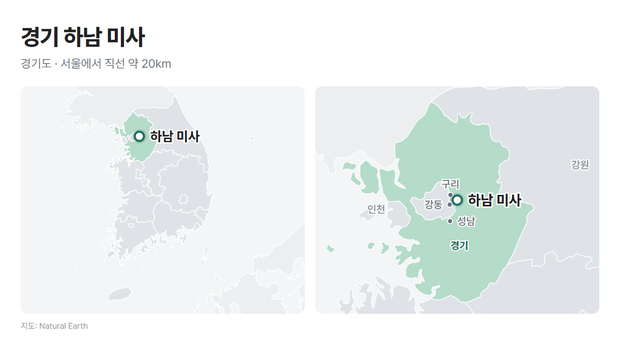 경기 하남 미사
경기도 · 서울에서 직선 약 20km
하남 미사
강원
구리
하남 미사
강동
인천
성남
경기
지도: Natural Earth